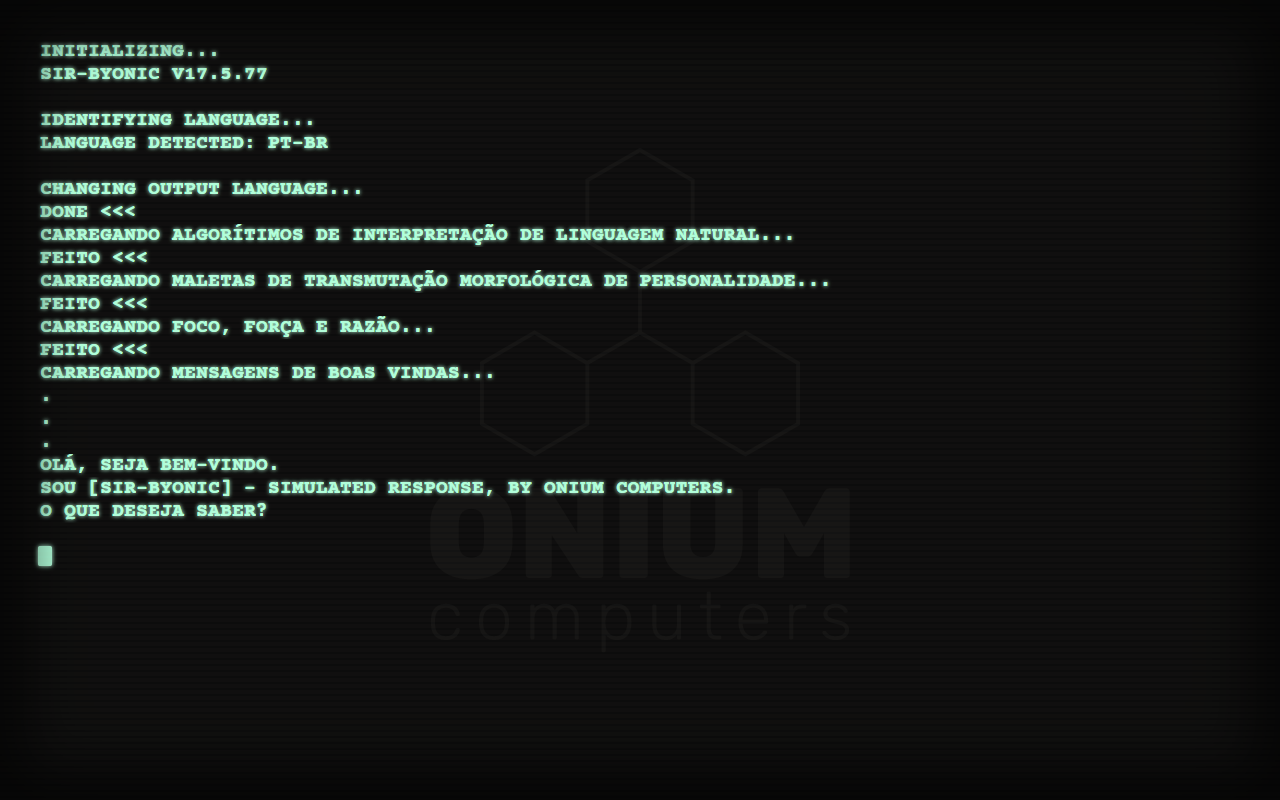 INITIALIZING...
SIR-BYONIC V17.5.77
IDENTIFYING LANGUAGE...
LANGUAGE DETECTED: PT-BR
CHANGING OUTPUT LANGUAGE...
DONE <<<
CARREGANDO ALGORÍTIMOS DE INTERPRETAÇÃO DE LINGUAGEM NATURAL...
FEITO <<<
CARREGANDO MALETAS DE TRANSMUTAÇÃO MORFOLÓGICA DE PERSONALIDADE...
FEITO <<<
CARREGANDO FOCO, FORÇA E RAZÃO...
FEITO <<<
CARREGANDO MENSAGENS DE BOAS VINDAS...
.
.
.
OLÁ, SEJA BEM-VINDO.
SOU [SIR-BYONIC] - SIMULATED RESPONSE, BY ONIUM COMPUTERS.
O QUE DESEJA SABER?
ONIUM
computers